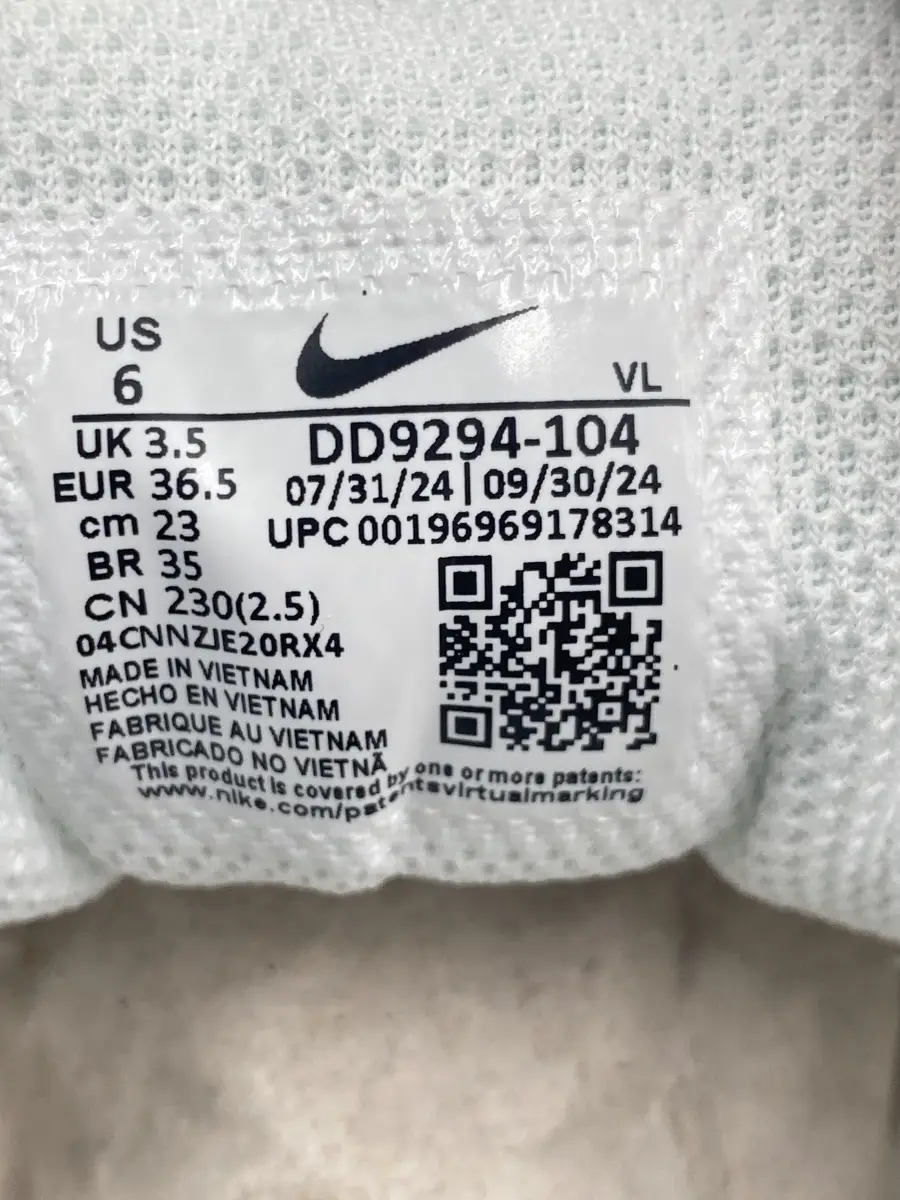 US
6
VL
UK 3.5
DD9294-104
EUR 36.5
07/31/24|09/30/24
cm 23
UPC 00196969178314
BR 35
CN 230(2.5)
04CNNZJE20RX4
MADE IN VIETNAM
HECHO EN VIETNAM
FABRIQUE AU VIETNAM
FABRICADO NO VIETNÃ
This product is covered by one or more patents:
www.nike.com/patentsvirtualmarking